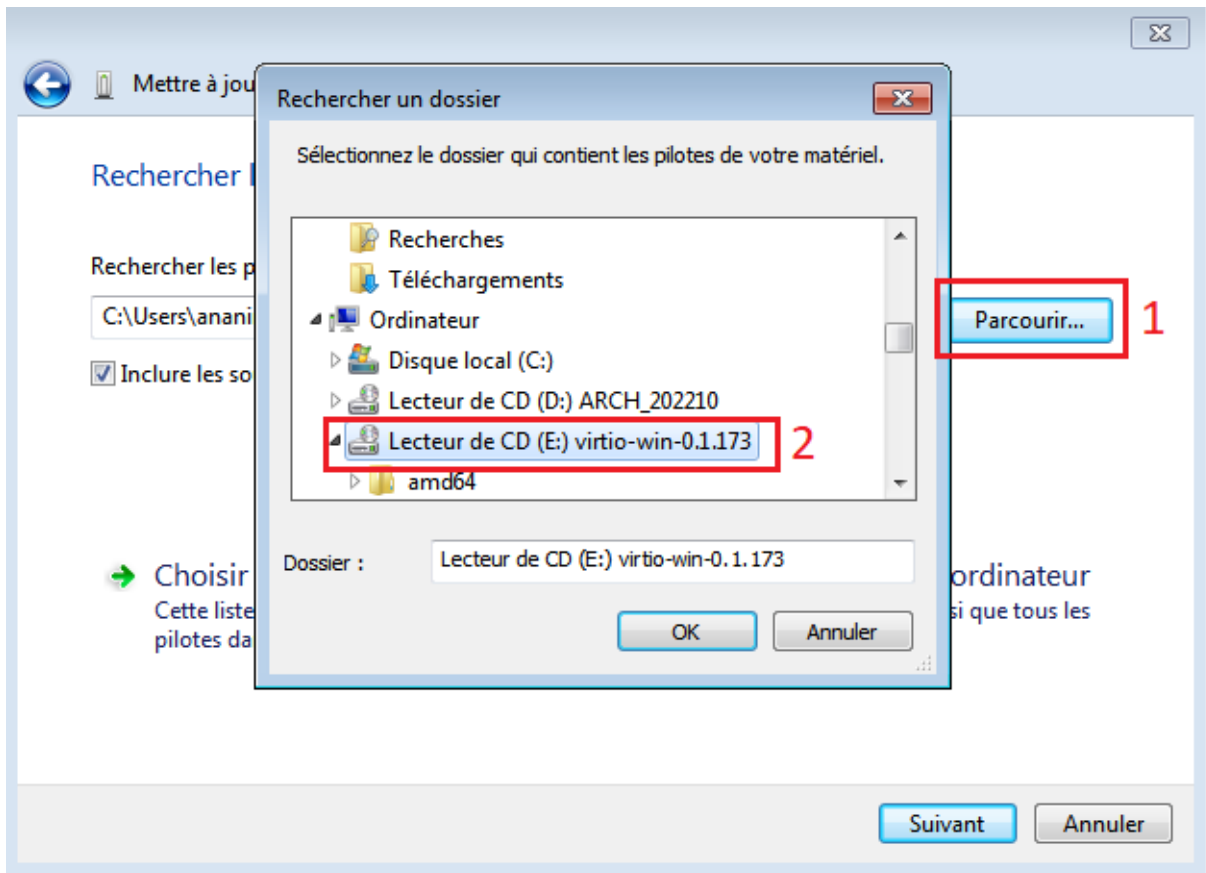 Mettre à jou
Rechercher un dossier
Sélectionnez le dossier qui contient les pilotes de votre matériel.
Rechercher l
Recherches
Téléchargements
Rechercher les p
C:\Users\anani
Ordinateur
Parcourir...
1
Disque local (C:)
Inclure les so
Lecteur de CD (D:) ARCH_202210
Lecteur de CD (E:) virtio-win-0.1.173
2
amd64
Dossier :
Lecteur de CD (E:) virtio-win-0.1.173
Choisir
ordinateur
Cette liste
si que tous les
pilotes da
OK
Annuler
Suivant
Annuler